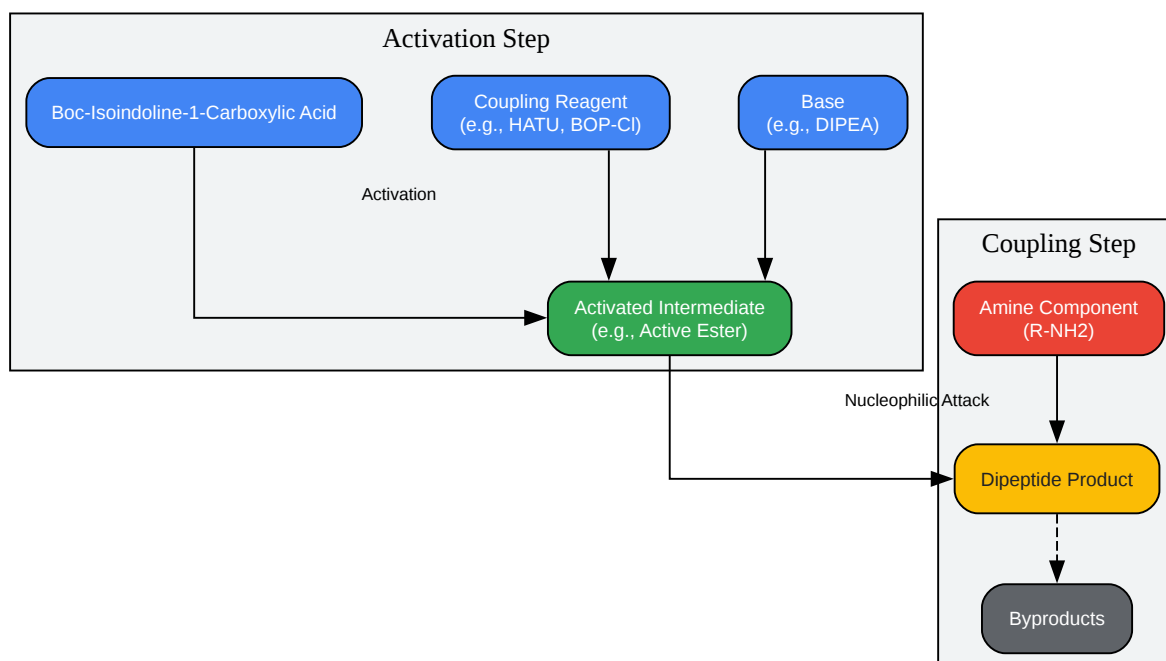 Activation Step
Boc-Isoindoline-1-Carboxylic Acid
Coupling Reagent
(e.g., HATU, BOP-Cl)
Base
(e.g., DIPEA)
Activation
Activated Intermediate
(e.g., Active Ester)
Coupling Step
Amine Component
(R-NH2)
Nucleophilic Attack
Dipeptide Product
Byproducts